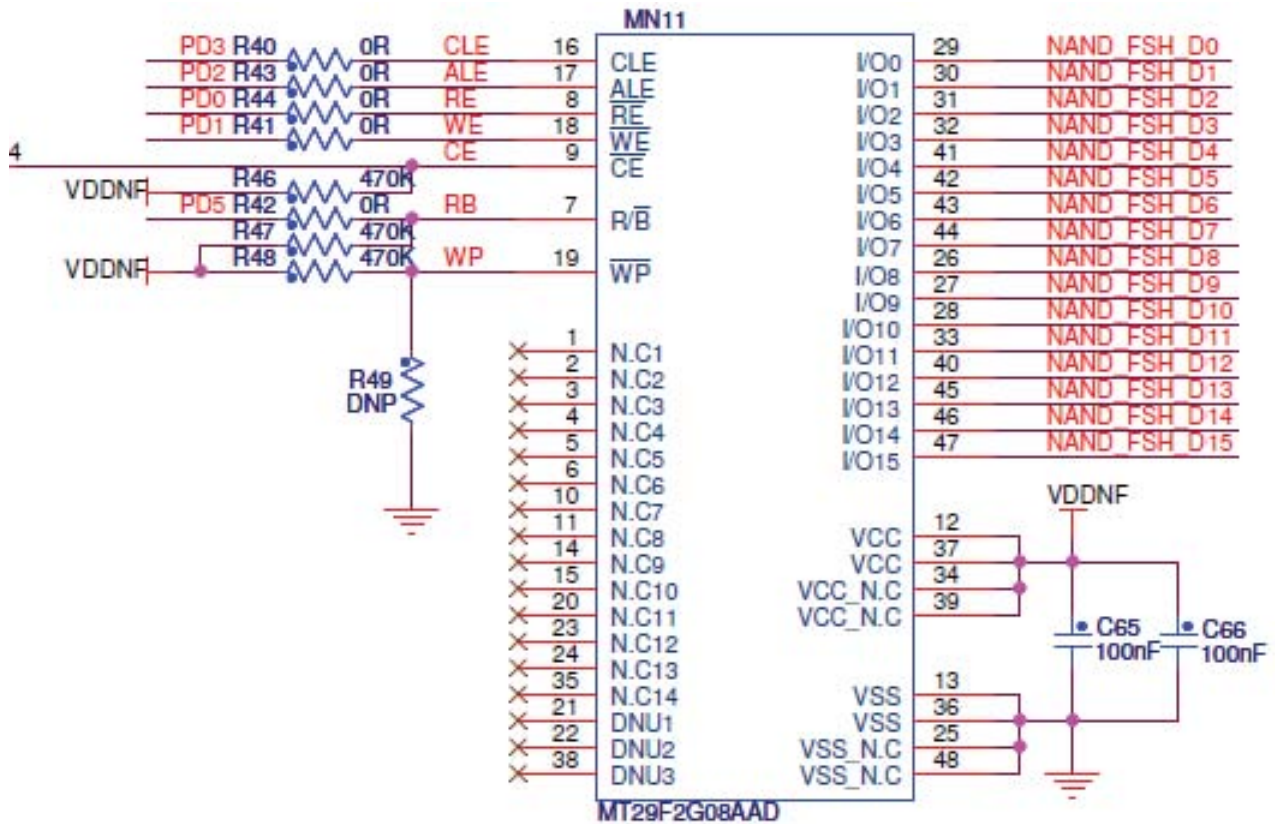 MN11
PD3 R40 0R CLE 16 CLE I/O0 29 NAND_FSH_D0
PD2 R43 0R ALE 17 ALE I/O1 30 NAND_FSH_D1
PD0 R44 0R RE 8 RE I/O2 31 NAND_FSH_D2
PD1 R41 0R WE 18 WE I/O3 32 NAND_FSH_D3
4 CE 9 CE I/O4 41 NAND_FSH_D4
VDDNF R46 470K I/O5 42 NAND_FSH_D5
PD5 R42 0R RB 7 R/B I/O6 43 NAND_FSH_D6
R47 470K I/O7 44 NAND_FSH_D7
VDDNF R48 470K WP 19 WP I/O8 26 NAND_FSH_D8
I/O9 27 NAND_FSH_D9
I/O10 28 NAND_FSH_D10
1 N.C1 I/O11 33 NAND_FSH_D11
2 N.C2 I/O12 40 NAND_FSH_D12
R49 3 N.C3 I/O13 45 NAND_FSH_D13
DNP 4 N.C4 I/O14 46 NAND_FSH_D14
5 N.C5 I/O15 47 NAND_FSH_D15
6 N.C6
10 N.C7 VDDNF
11 N.C8 VCC 12
14 N.C9 VCC 37
15 N.C10 VCC_N.C 34
20 N.C11 VCC_N.C 39
23 N.C12 C65 C66
24 N.C13 100nF 100nF
35 N.C14 VSS 13
21 DNU1 VSS 36
22 DNU2 VSS_N.C 25
38 DNU3 VSS_N.C 48
MT29F2G08AAD